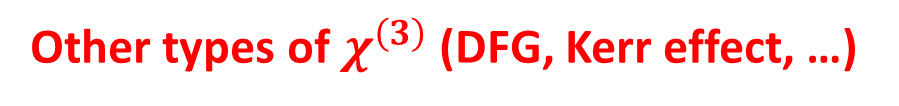 Other types of χ⁽³⁾ (DFG, Kerr effect, …)